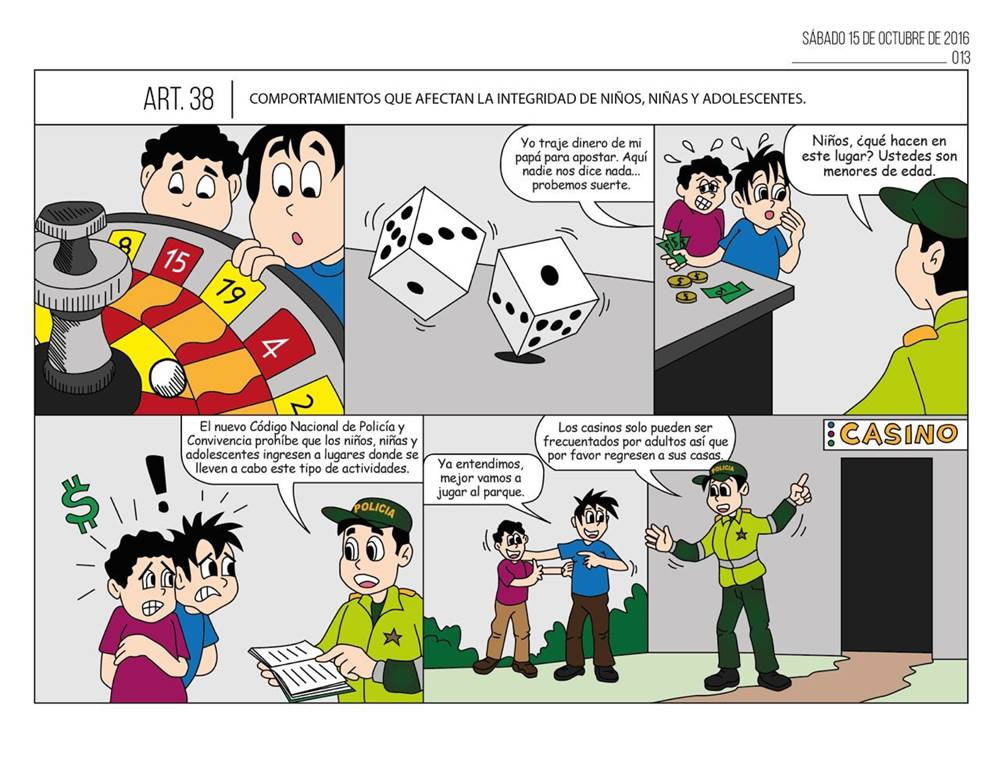 SÁBADO 15 DE OCTUBRE DE 2016
013
ART. 38
COMPORTAMIENTOS QUE AFECTAN LA INTEGRIDAD DE NIÑOS, NIÑAS Y ADOLESCENTES.
8
15
19
4
2
Yo traje dinero de mi
papá para apostar. Aquí
nadie nos dice nada...
probemos suerte.
Niños, ¿qué hacen en
este lugar? Ustedes son
menores de edad.
$
!
El nuevo Código Nacional de Policía y
Convivencia prohíbe que los niños, niñas y
adolescentes ingresen a lugares donde se
lleven a cabo este tipo de actividades.
POLICIA
Ya entendimos,
mejor vamos a
jugar al parque.
Los casinos solo pueden ser
frecuentados por adultos así que
por favor regresen a sus casas.
POLICIA
CASINO